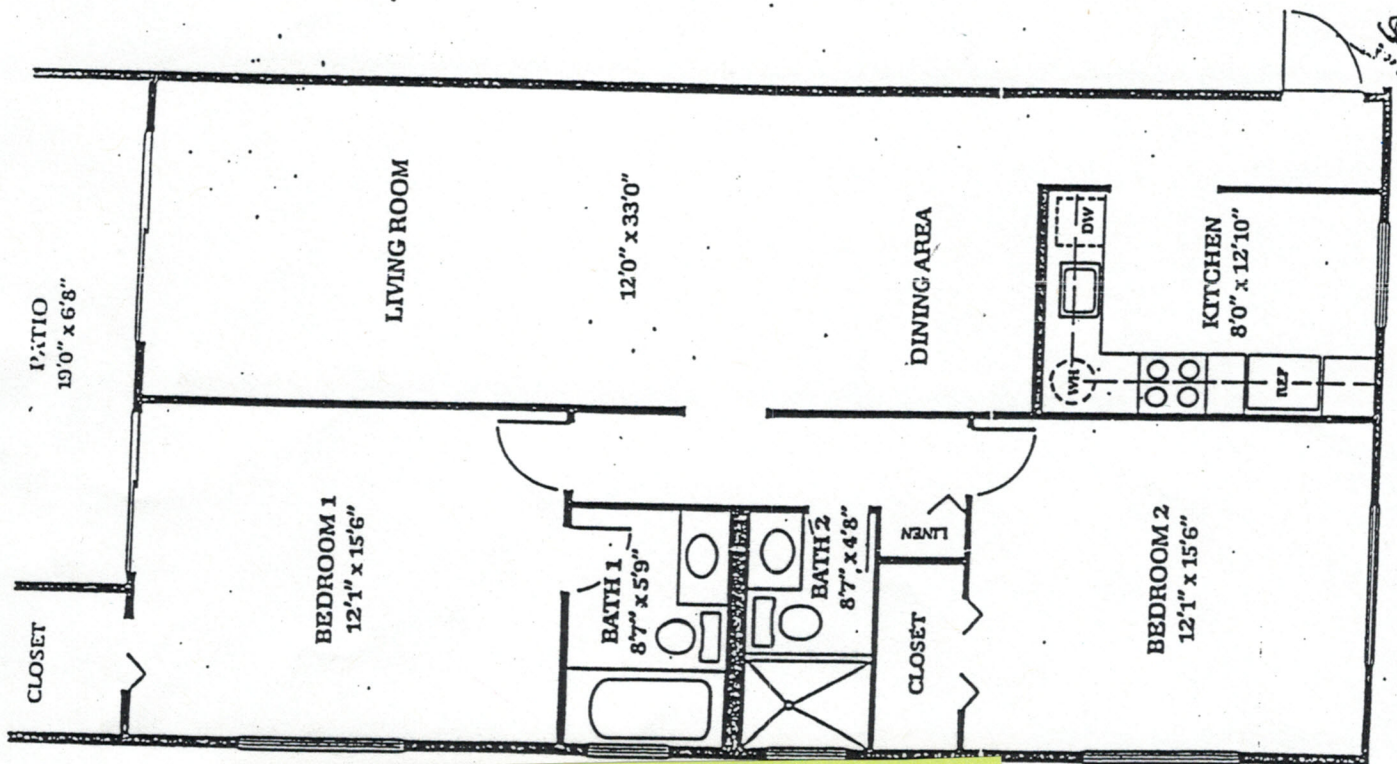 PATIO
19'0" x 6'8"
LIVING ROOM
12'0" x 33'0"
DINING AREA
DW
KITCHEN
8'0" x 12'10"
WH
REF
BEDROOM 1
12'1" x 15'6"
BATH 1
8'7" x 5'9"
BATH 2
8'7" x 4'8"
LINEN
CLOSET
CLOSET
BEDROOM 2
12'1" x 15'6"